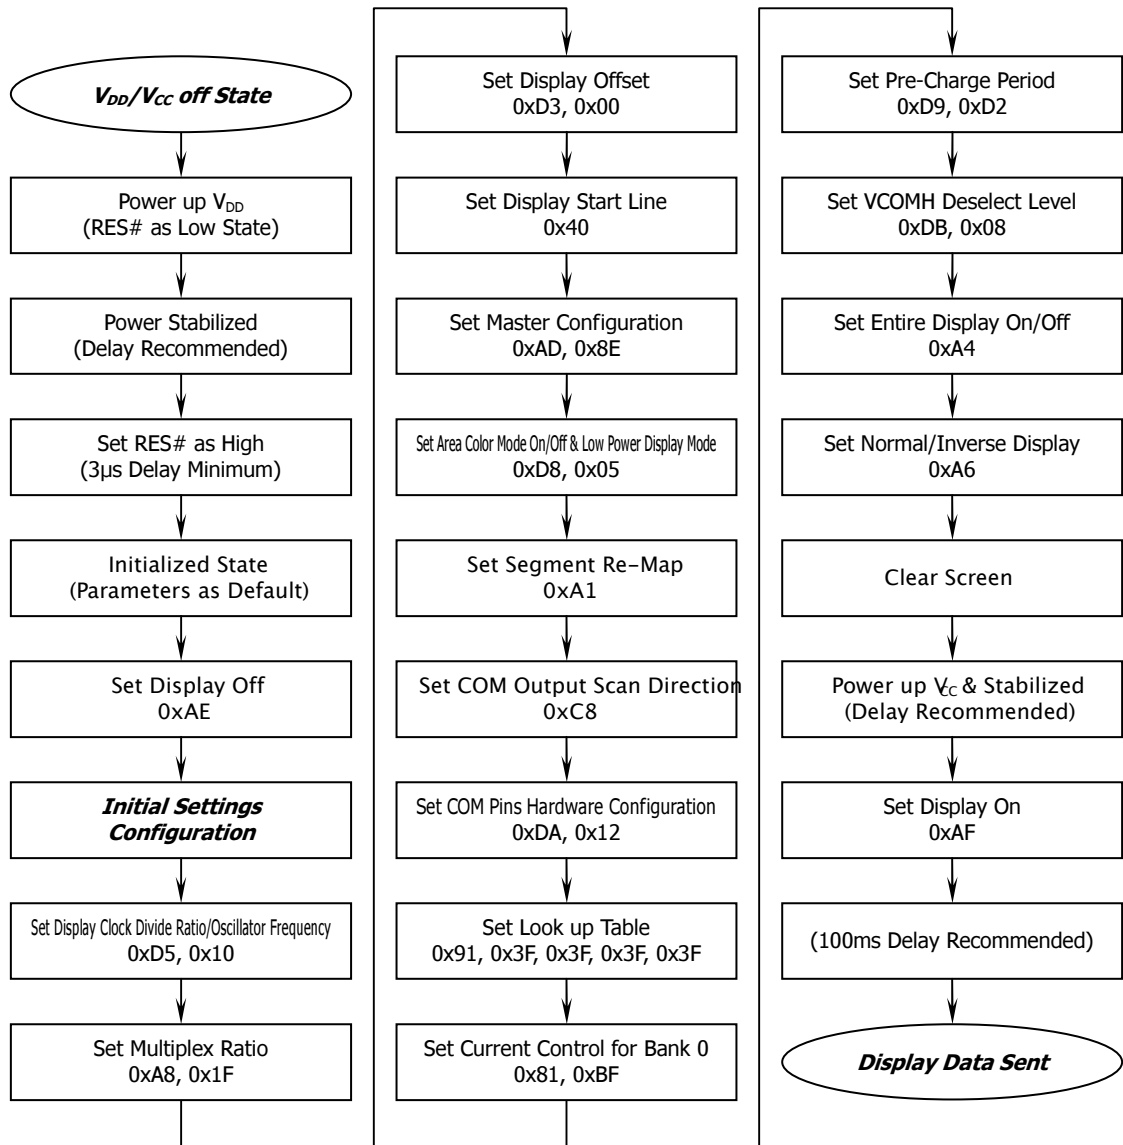 V_DD/V_CC off State
Power up V_DD
(RES# as Low State)
Power Stabilized
(Delay Recommended)
Set RES# as High
(3μs Delay Minimum)
Initialized State
(Parameters as Default)
Set Display Off
0xAE
Initial Settings
Configuration
Set Display Clock Divide Ratio/Oscillator Frequency
0xD5, 0x10
Set Multiplex Ratio
0xA8, 0x1F
Set Display Offset
0xD3, 0x00
Set Display Start Line
0x40
Set Master Configuration
0xAD, 0x8E
Set Area Color Mode On/Off & Low Power Display Mode
0xD8, 0x05
Set Segment Re-Map
0xA1
Set COM Output Scan Direction
0xC8
Set COM Pins Hardware Configuration
0xDA, 0x12
Set Look up Table
0x91, 0x3F, 0x3F, 0x3F, 0x3F
Set Current Control for Bank 0
0x81, 0xBF
Set Pre-Charge Period
0xD9, 0xD2
Set VCOMH Deselect Level
0xDB, 0x08
Set Entire Display On/Off
0xA4
Set Normal/Inverse Display
0xA6
Clear Screen
Power up V_CC & Stabilized
(Delay Recommended)
Set Display On
0xAF
(100ms Delay Recommended)
Display Data Sent